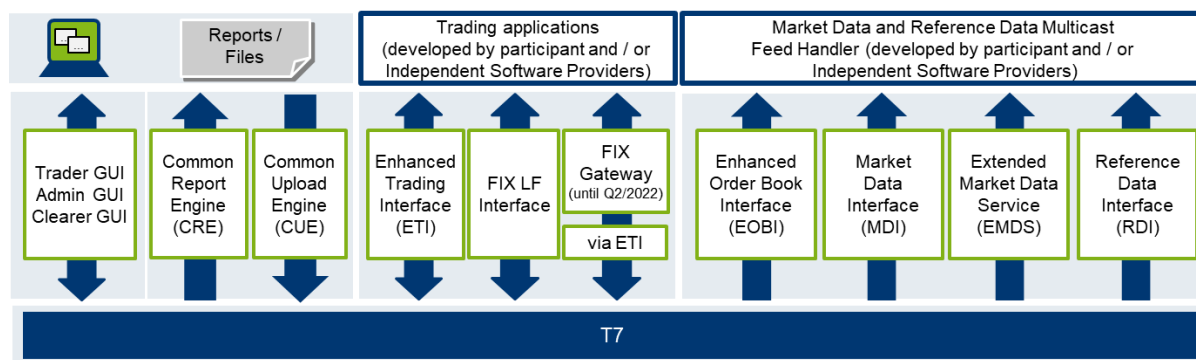 Reports /
Files
Trading applications
(developed by participant and / or
Independent Software Providers)
Market Data and Reference Data Multicast
Feed Handler (developed by participant and / or
Independent Software Providers)
Trader GUI
Admin GUI
Clearer GUI
Common
Report
Engine
(CRE)
Common
Upload
Engine
(CUE)
Enhanced
Trading
Interface
(ETI)
FIX LF
Interface
FIX
Gateway
(until Q2/2022)
via ETI
Enhanced
Order Book
Interface
(EOBI)
Market
Data
Interface
(MDI)
Extended
Market Data
Service
(EMDS)
Reference
Data
Interface
(RDI)
T7